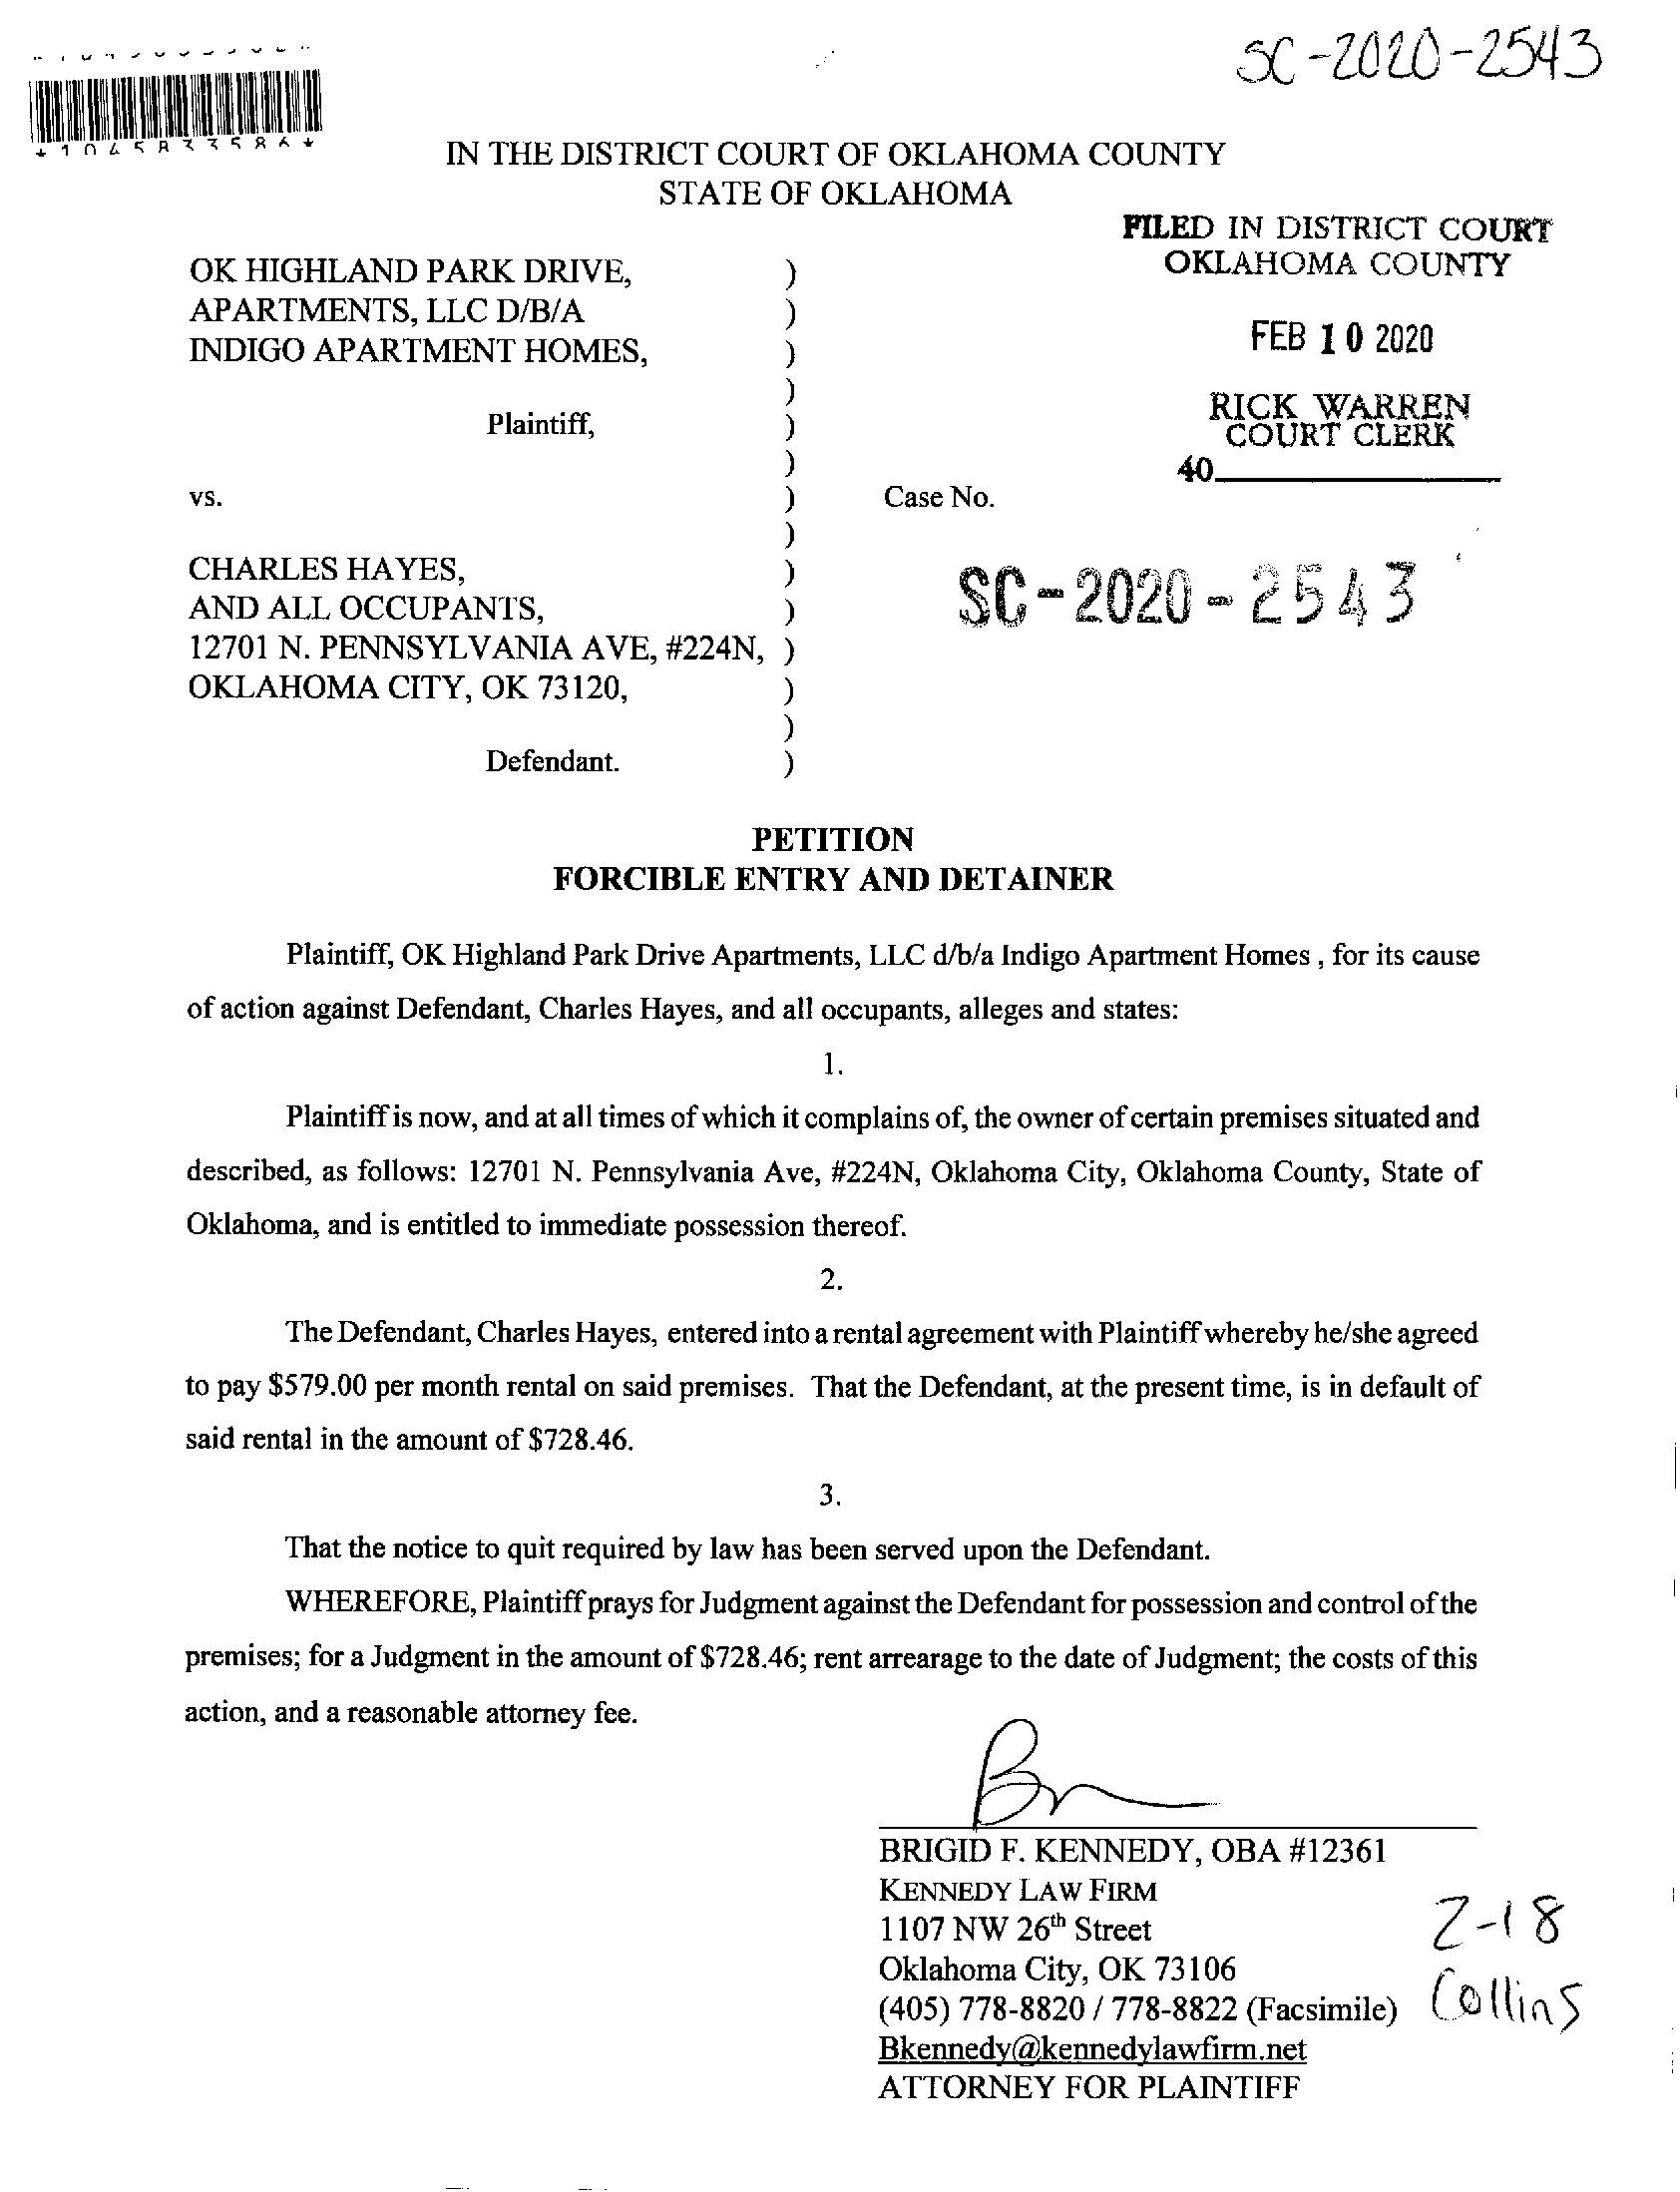 SC-2020-2543
*1045833586*
IN THE DISTRICT COURT OF OKLAHOMA COUNTY
STATE OF OKLAHOMA
FILED IN DISTRICT COURT
OKLAHOMA COUNTY
FEB 10 2020
RICK WARREN
COURT CLERK
40
OK HIGHLAND PARK DRIVE, )
APARTMENTS, LLC D/B/A )
INDIGO APARTMENT HOMES, )
)
Plaintiff, )
)
vs. ) Case No.
)
CHARLES HAYES, ) SC-2020-2543
AND ALL OCCUPANTS, )
12701 N. PENNSYLVANIA AVE, #224N, )
OKLAHOMA CITY, OK 73120, )
)
Defendant. )
PETITION
FORCIBLE ENTRY AND DETAINER
Plaintiff, OK Highland Park Drive Apartments, LLC d/b/a Indigo Apartment Homes , for its cause
of action against Defendant, Charles Hayes, and all occupants, alleges and states:
1.
Plaintiff is now, and at all times of which it complains of, the owner of certain premises situated and
described, as follows: 12701 N. Pennsylvania Ave, #224N, Oklahoma City, Oklahoma County, State of
Oklahoma, and is entitled to immediate possession thereof.
2.
The Defendant, Charles Hayes, entered into a rental agreement with Plaintiff whereby he/she agreed
to pay $579.00 per month rental on said premises. That the Defendant, at the present time, is in default of
said rental in the amount of $728.46.
3.
That the notice to quit required by law has been served upon the Defendant.
WHEREFORE, Plaintiff prays for Judgment against the Defendant for possession and control of the
premises; for a Judgment in the amount of $728.46; rent arrearage to the date of Judgment; the costs of this
action, and a reasonable attorney fee.
BRIGID F. KENNEDY, OBA #12361
KENNEDY LAW FIRM
1107 NW 26th Street
Oklahoma City, OK 73106
(405) 778-8820 / 778-8822 (Facsimile)
Bkennedy@kennedylawfirm.net
ATTORNEY FOR PLAINTIFF
2-18
Collins